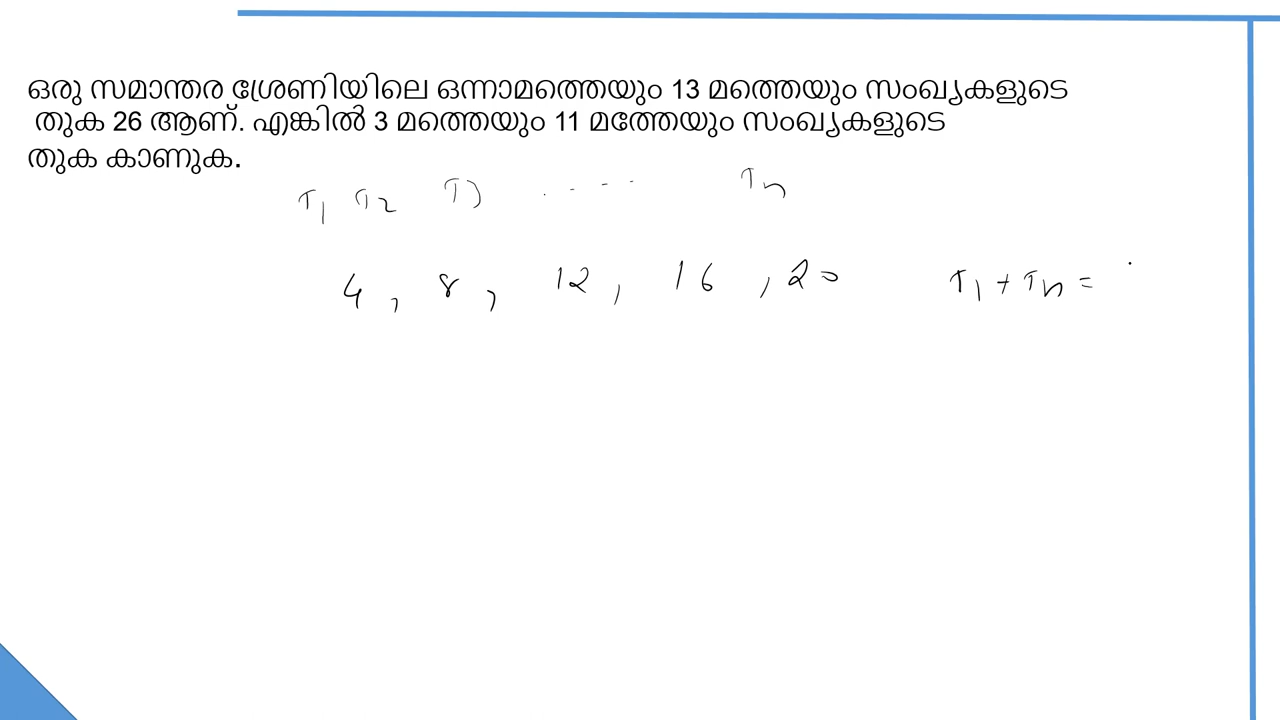 ഒരു സമാന്തര ശ്രേണിയിലെ ഒന്നാമത്തെയും 13 മത്തെയും സംഖ്യകളുടെ
തുക 26 ആണ്. എങ്കിൽ 3 മത്തെയും 11 മത്തേയും സംഖ്യകളുടെ
തുക കാണുക.
T1 T2 T3 ..... Tn
4, 8, 12, 16, 20 T1 + Tn =